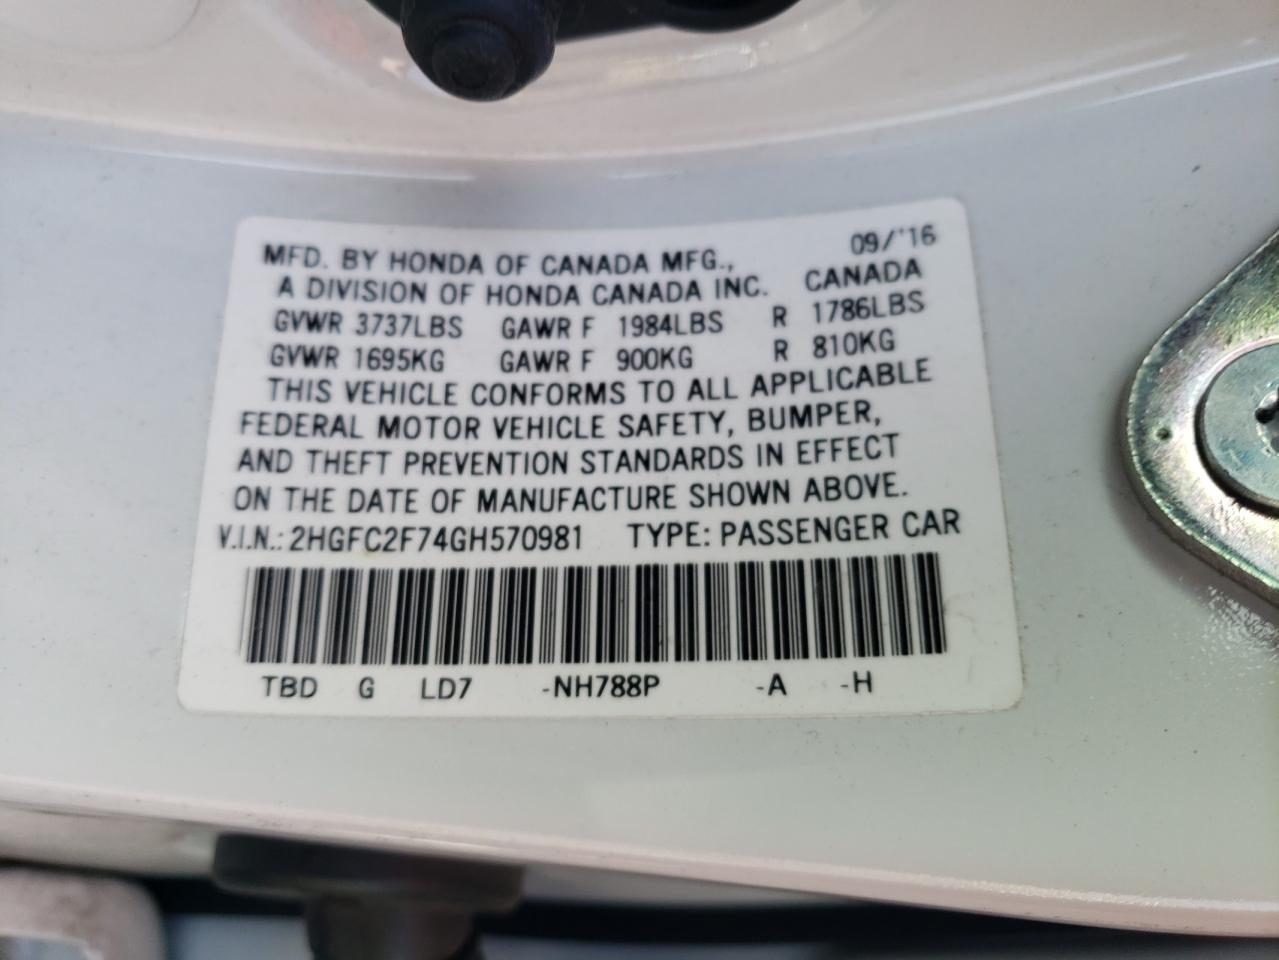 MFD. BY HONDA OF CANADA MFG., 09/'16
A DIVISION OF HONDA CANADA INC. CANADA
GVWR 3737LBS GAWR F 1984LBS R 1786LBS
GVWR 1695KG GAWR F 900KG R 810KG
THIS VEHICLE CONFORMS TO ALL APPLICABLE
FEDERAL MOTOR VEHICLE SAFETY, BUMPER,
AND THEFT PREVENTION STANDARDS IN EFFECT
ON THE DATE OF MANUFACTURE SHOWN ABOVE.
V.I.N.: 2HGFC2F74GH570981 TYPE: PASSENGER CAR
TBD G LD7 -NH788P -A -H